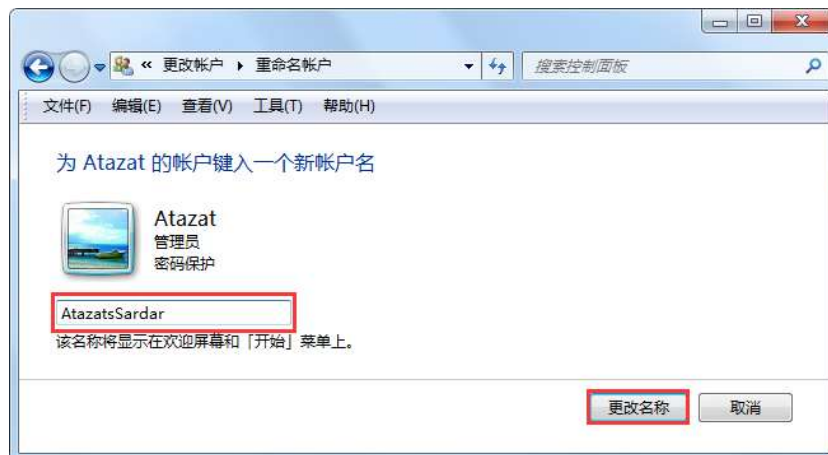 « 更改帐户 ▸ 重命名帐户 搜索控制面板
文件(F) 编辑(E) 查看(V) 工具(T) 帮助(H)
为 Atazat 的帐户键入一个新帐户名
Atazat
管理员
密码保护
AtazatsSardar
该名称将显示在欢迎屏幕和「开始」菜单上。
更改名称 取消